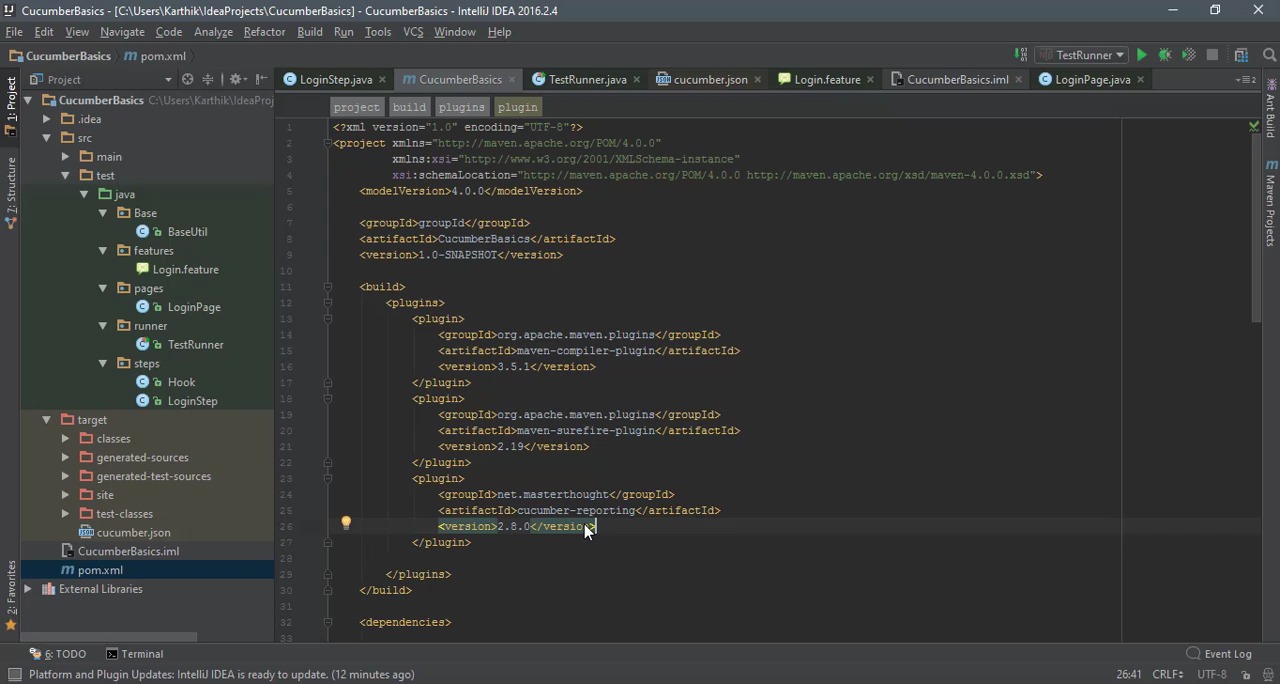 CucumberBasics - [C:\Users\Karthik\IdeaProjects\CucumberBasics] - CucumberBasics - IntelliJ IDEA 2016.2.4
File Edit View Navigate Code Analyze Refactor Build Run Tools VCS Window Help
CucumberBasics m pom.xml TestRunner
1: Project
7: Structure
2: Favorites
Project
CucumberBasics C:\Users\Karthik\IdeaProj
.idea
src
main
test
java
Base
BaseUtil
features
Login.feature
pages
LoginPage
runner
TestRunner
steps
Hook
LoginStep
target
classes
generated-sources
generated-test-sources
site
test-classes
cucumber.json
CucumberBasics.iml
m pom.xml
External Libraries
LoginStep.java m CucumberBasics TestRunner.java cucumber.json Login.feature CucumberBasics.iml LoginPage.java
project build plugins plugin
1 <?xml version="1.0" encoding="UTF-8"?>
2 <project xmlns="http://maven.apache.org/POM/4.0.0"
3 xmlns:xsi="http://www.w3.org/2001/XMLSchema-instance"
4 xsi:schemaLocation="http://maven.apache.org/POM/4.0.0 http://maven.apache.org/xsd/maven-4.0.0.xsd">
5 <modelVersion>4.0.0</modelVersion>
6
7 <groupId>groupId</groupId>
8 <artifactId>CucumberBasics</artifactId>
9 <version>1.0-SNAPSHOT</version>
10
11 <build>
12 <plugins>
13 <plugin>
14 <groupId>org.apache.maven.plugins</groupId>
15 <artifactId>maven-compiler-plugin</artifactId>
16 <version>3.5.1</version>
17 </plugin>
18 <plugin>
19 <groupId>org.apache.maven.plugins</groupId>
20 <artifactId>maven-surefire-plugin</artifactId>
21 <version>2.19</version>
22 </plugin>
23 <plugin>
24 <groupId>net.masterthought</groupId>
25 <artifactId>cucumber-reporting</artifactId>
26 <version>2.8.0</version>
27 </plugin>
28
29 </plugins>
30 </build>
31
32 <dependencies>
33
Ant Build
m Maven Projects
6: TODO Terminal Event Log
Platform and Plugin Updates: IntelliJ IDEA is ready to update. (12 minutes ago) 26:41 CRLF UTF-8